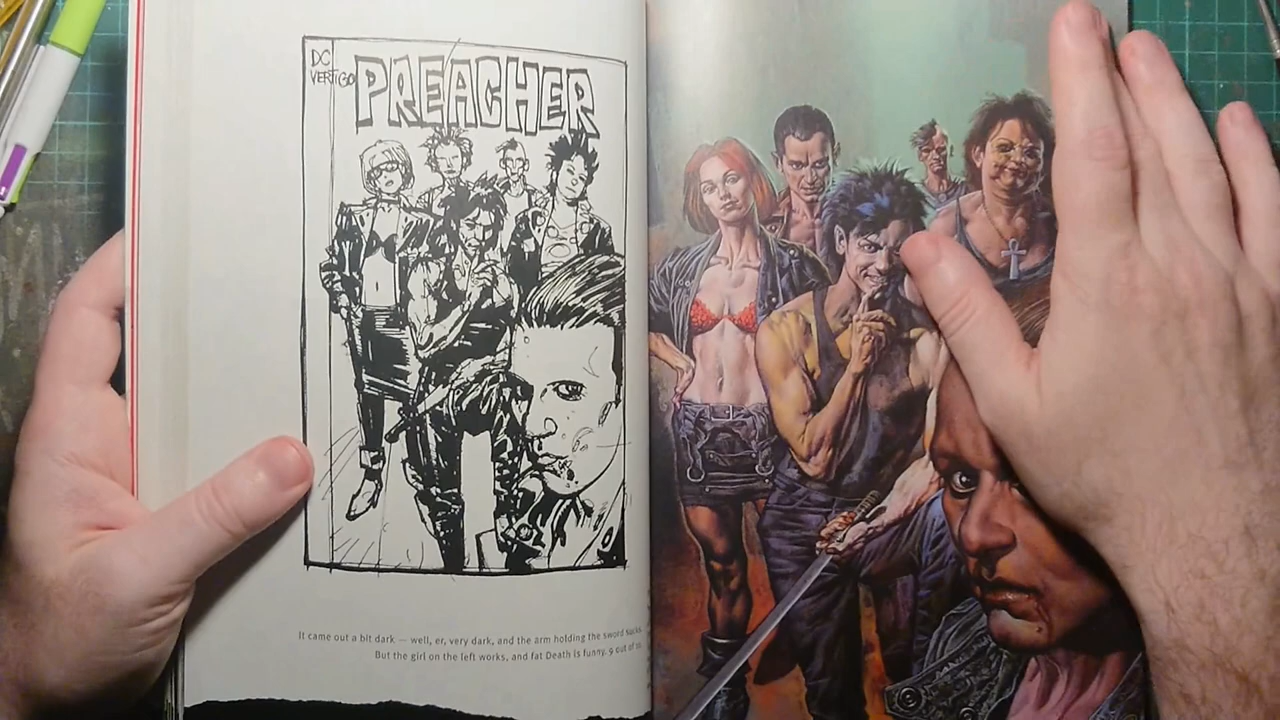 DC
VERTIGO
PREACHER
It came out a bit dark — well, er, very dark, and the arm holding the sword sucks.
But the girl on the left works, and fat Death is funny. 9 out of 10.